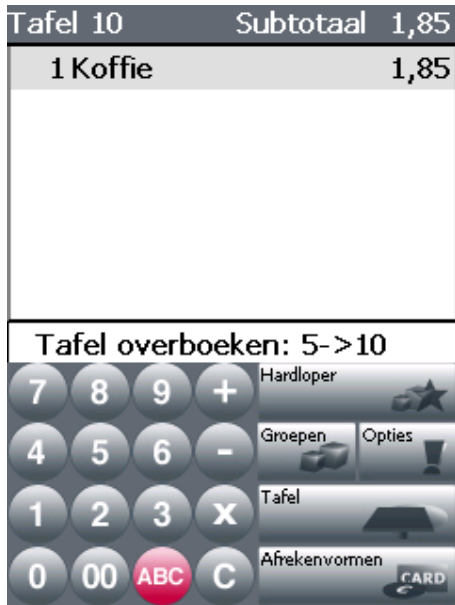 Tafel 10 Subtotaal 1,85
1 Koffie 1,85
Tafel overboeken: 5->10
7 8 9 + Hardloper
4 5 6 - Groepen Opties
1 2 3 X Tafel
0 00 ABC C Afrekenvormen CARD